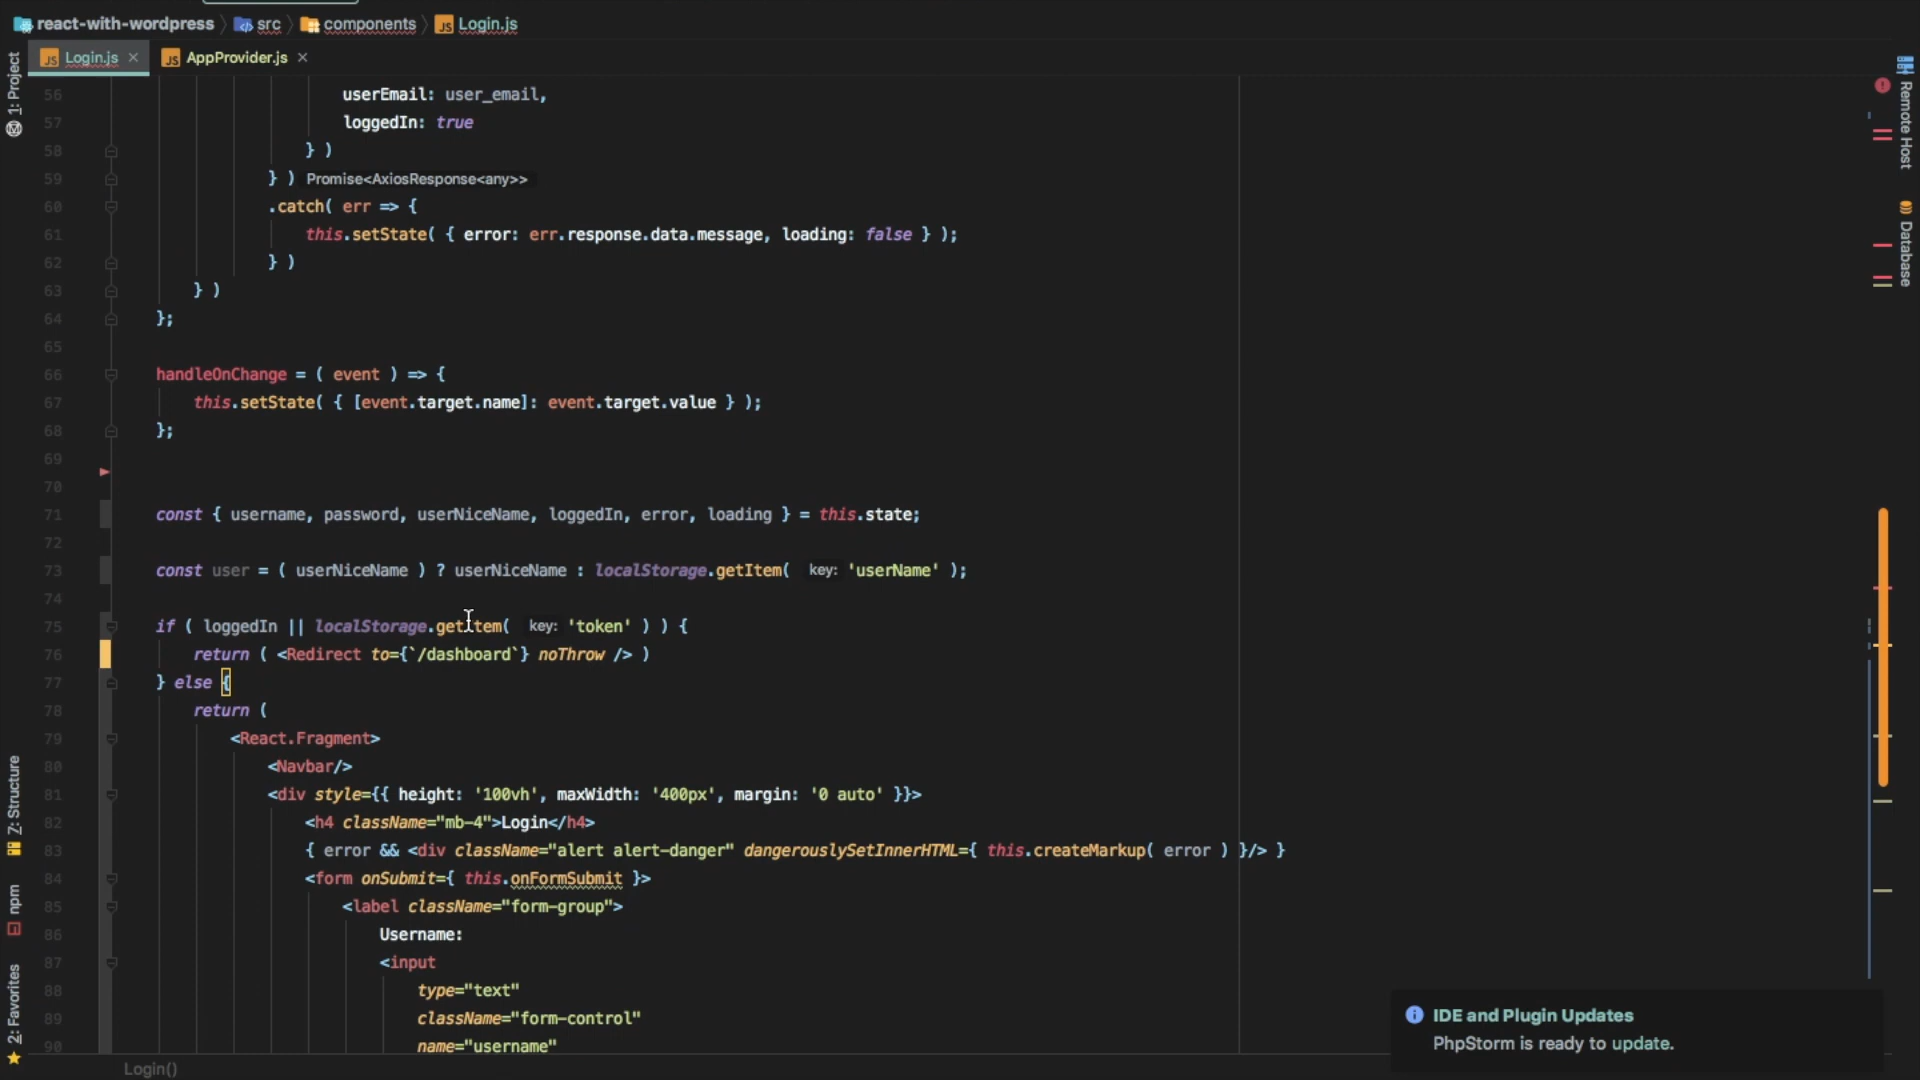 react-with-wordpress src components Login.js
Login.js AppProvider.js
1: Project
Remote Host
Database
Z: Structure
npm
2: Favorites
56 userEmail: user_email,
57 loggedIn: true
58 } )
59 } ) Promise<AxiosResponse<any>>
60 .catch( err => {
61 this.setState( { error: err.response.data.message, loading: false } );
62 } )
63 } )
64 };
65
66 handleOnChange = ( event ) => {
67 this.setState( { [event.target.name]: event.target.value } );
68 };
69
70
71 const { username, password, userNiceName, loggedIn, error, loading } = this.state;
72
73 const user = ( userNiceName ) ? userNiceName : localStorage.getItem( key: 'userName' );
74
75 if ( loggedIn || localStorage.getItem( key: 'token' ) ) {
76 return ( <Redirect to={`/dashboard`} noThrow /> )
77 } else {
78 return (
79 <React.Fragment>
80 <Navbar/>
81 <div style={{ height: '100vh', maxWidth: '400px', margin: '0 auto' }}>
82 <h4 className="mb-4">Login</h4>
83 { error && <div className="alert alert-danger" dangerouslySetInnerHTML={ this.createMarkup( error ) }/> }
84 <form onSubmit={ this.onFormSubmit }>
85 <label className="form-group">
86 Username:
87 <input
88 type="text"
89 className="form-control"
90 name="username"
IDE and Plugin Updates
PhpStorm is ready to update.
Login()